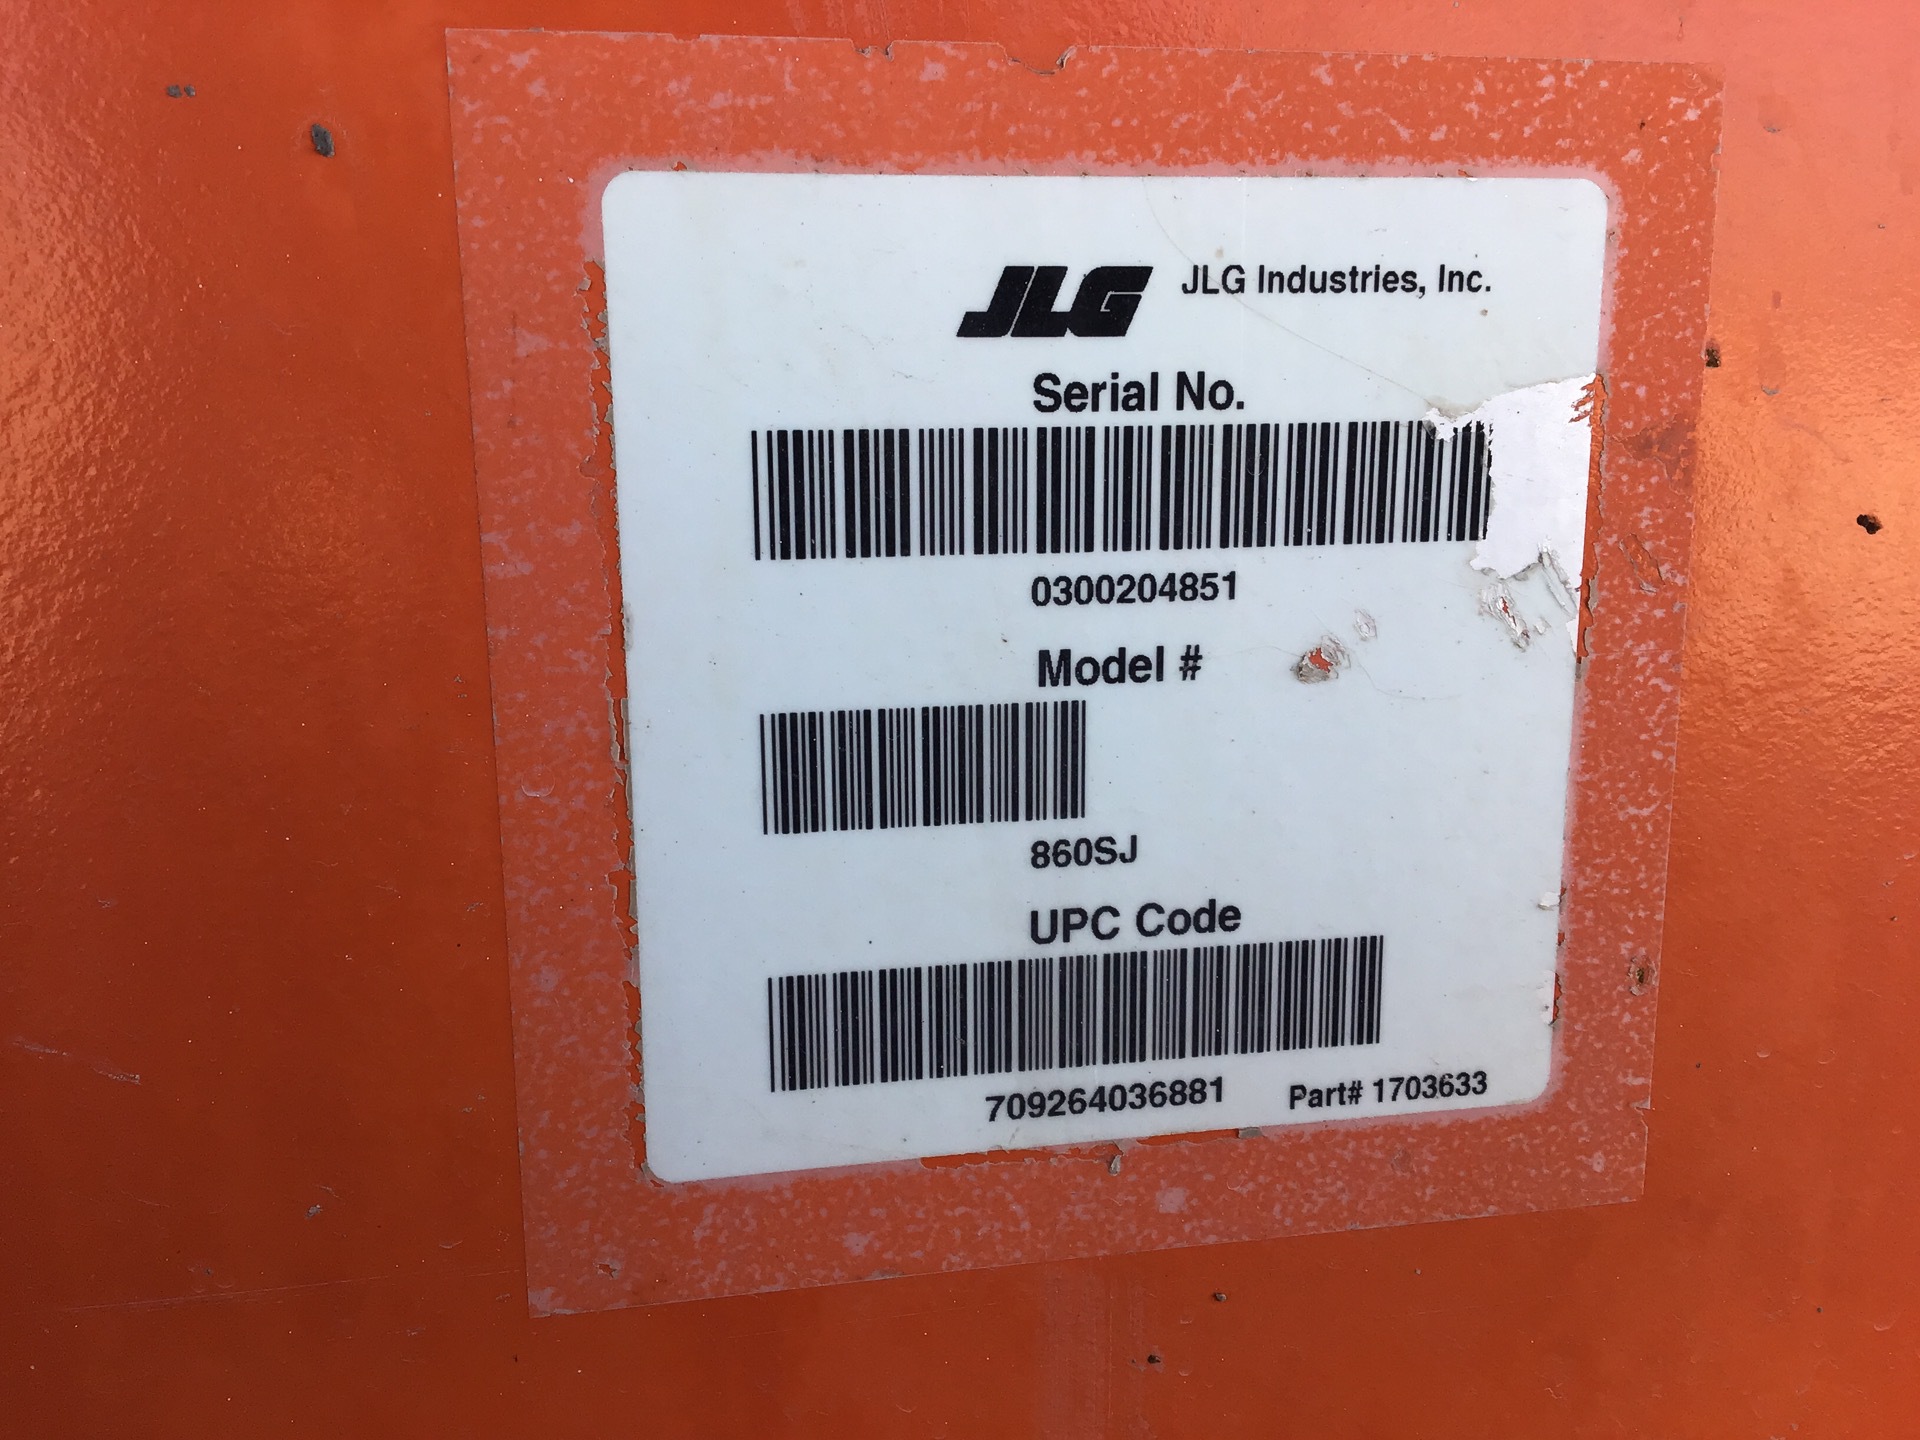 JLG JLG Industries, Inc.
Serial No.
0300204851
Model #
860SJ
UPC Code
709264036881 Part# 1703633